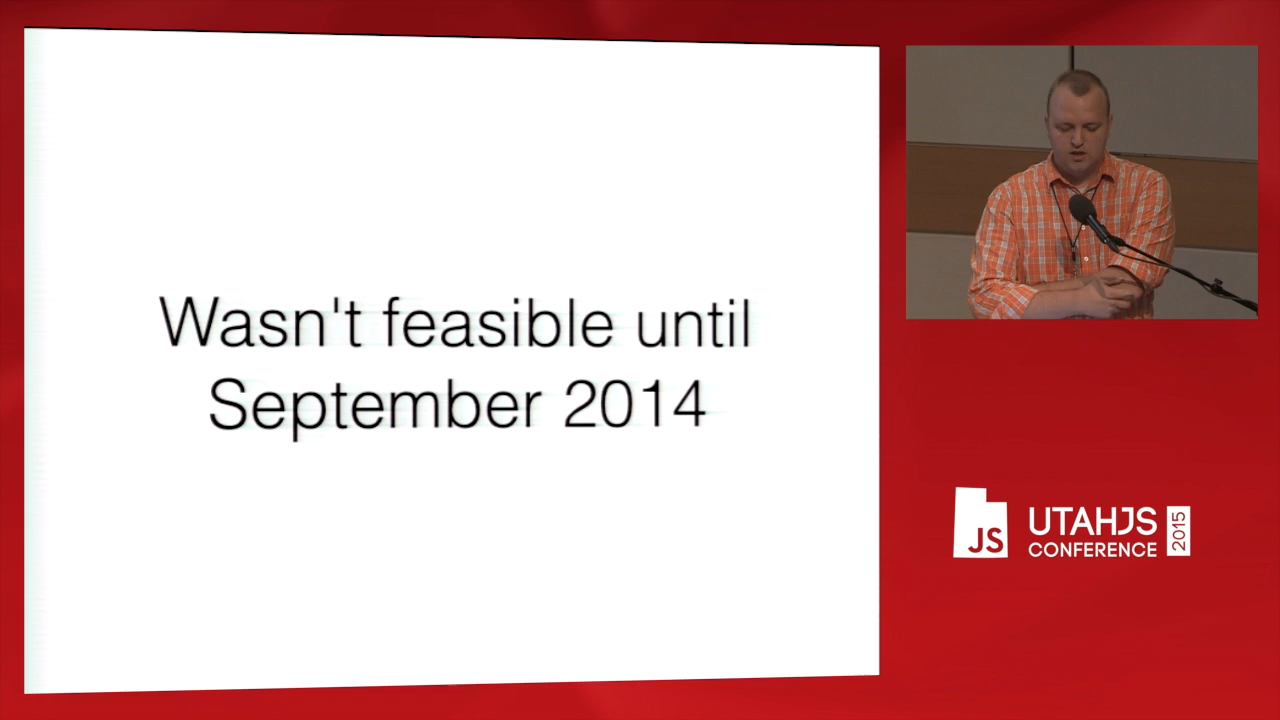 Wasn't feasible until
September 2014
JS
UTAHJS
CONFERENCE
2015